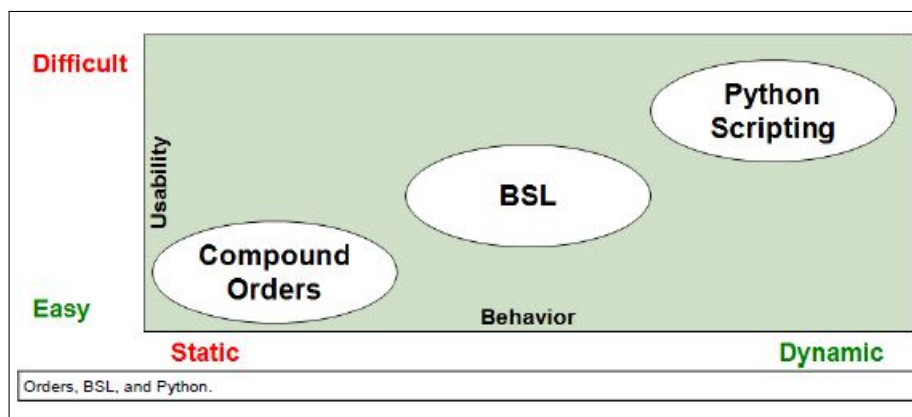 Difficult
Python
Scripting
Usability
BSL
Compound
Orders
Easy
Behavior
Static
Dynamic
Orders, BSL, and Python.